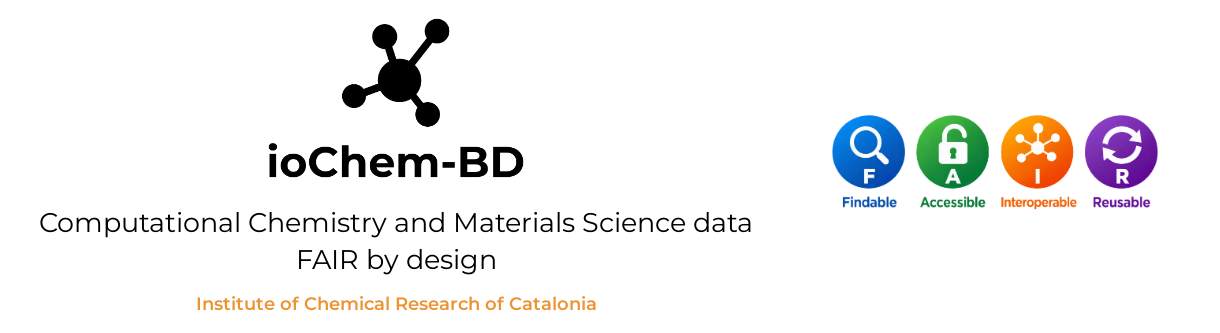 ioChem-BD
Computational Chemistry and Materials Science data
FAIR by design
Institute of Chemical Research of Catalonia
F A I R
Findable Accessible Interoperable Reusable